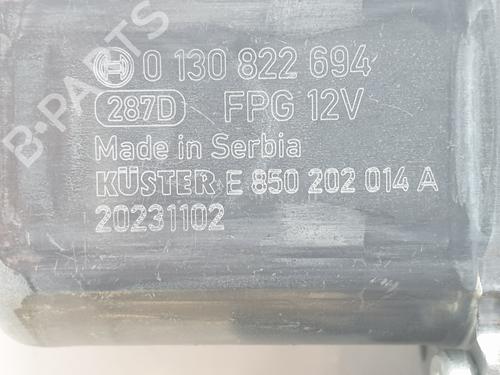 0 130 822 694
287D FPG 12V
Made in Serbia
KÜSTER E 850 202 014 A
20231102
B-PARTS